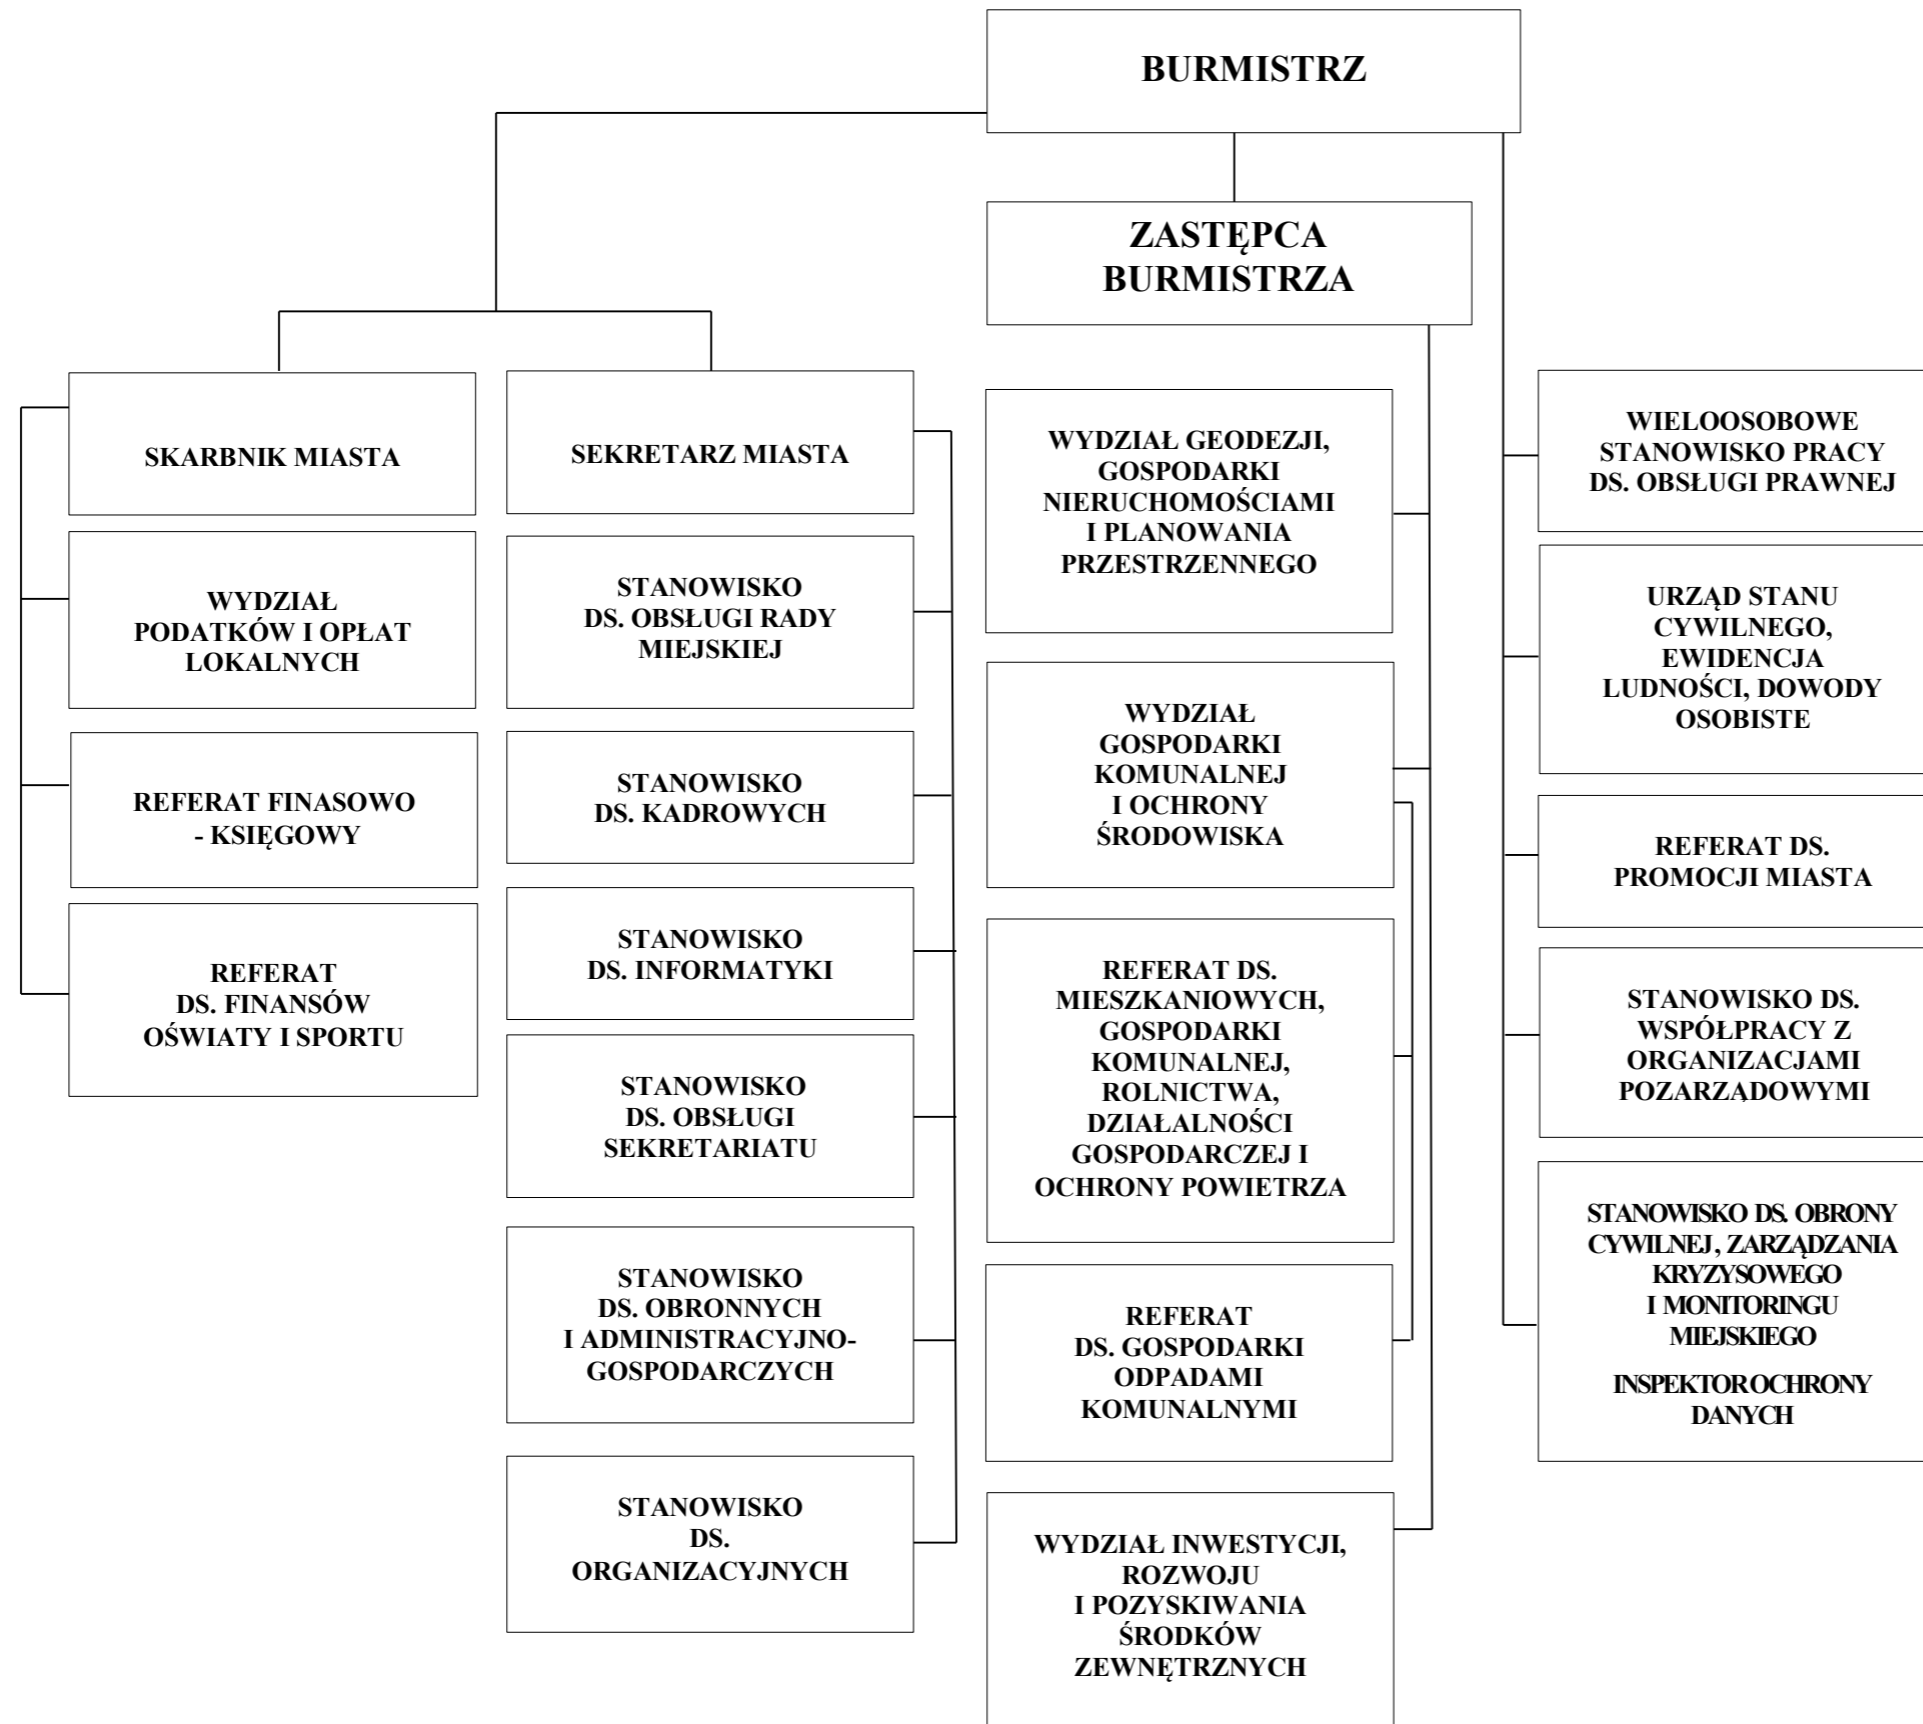 BURMISTRZ
ZASTĘPCA
BURMISTRZA
SKARBNIK MIASTA
WYDZIAŁ
PODATKÓW I OPŁAT
LOKALNYCH
REFERAT FINASOWO
- KSIĘGOWY
REFERAT
DS. FINANSÓW
OŚWIATY I SPORTU
SEKRETARZ MIASTA
STANOWISKO
DS. OBSŁUGI RADY
MIEJSKIEJ
STANOWISKO
DS. KADROWYCH
STANOWISKO
DS. INFORMATYKI
STANOWISKO
DS. OBSŁUGI
SEKRETARIATU
STANOWISKO
DS. OBRONNYCH
I ADMINISTRACYJNO-
GOSPODARCZYCH
STANOWISKO
DS.
ORGANIZACYJNYCH
WYDZIAŁ GEODEZJI,
GOSPODARKI
NIERUCHOMOŚCIAMI
I PLANOWANIA
PRZESTRZENNEGO
WYDZIAŁ
GOSPODARKI
KOMUNALNEJ
I OCHRONY
ŚRODOWISKA
REFERAT DS.
MIESZKANIOWYCH,
GOSPODARKI
KOMUNALNEJ,
ROLNICTWA,
DZIAŁALNOŚCI
GOSPODARCZEJ I
OCHRONY POWIETRZA
REFERAT
DS. GOSPODARKI
ODPADAMI
KOMUNALNYMI
WYDZIAŁ INWESTYCJI,
ROZWOJU
I POZYSKIWANIA
ŚRODKÓW
ZEWNĘTRZNYCH
WIELOOSOBOWE
STANOWISKO PRACY
DS. OBSŁUGI PRAWNEJ
URZĄD STANU
CYWILNEGO,
EWIDENCJA
LUDNOŚCI, DOWODY
OSOBISTE
REFERAT DS.
PROMOCJI MIASTA
STANOWISKO DS.
WSPÓŁPRACY Z
ORGANIZACJAMI
POZARZĄDOWYMI
STANOWISKO DS. OBRONY
CYWILNEJ, ZARZĄDZANIA
KRYZYSOWEGO
I MONITORINGU
MIEJSKIEGO
INSPEKTOR OCHRONY
DANYCH